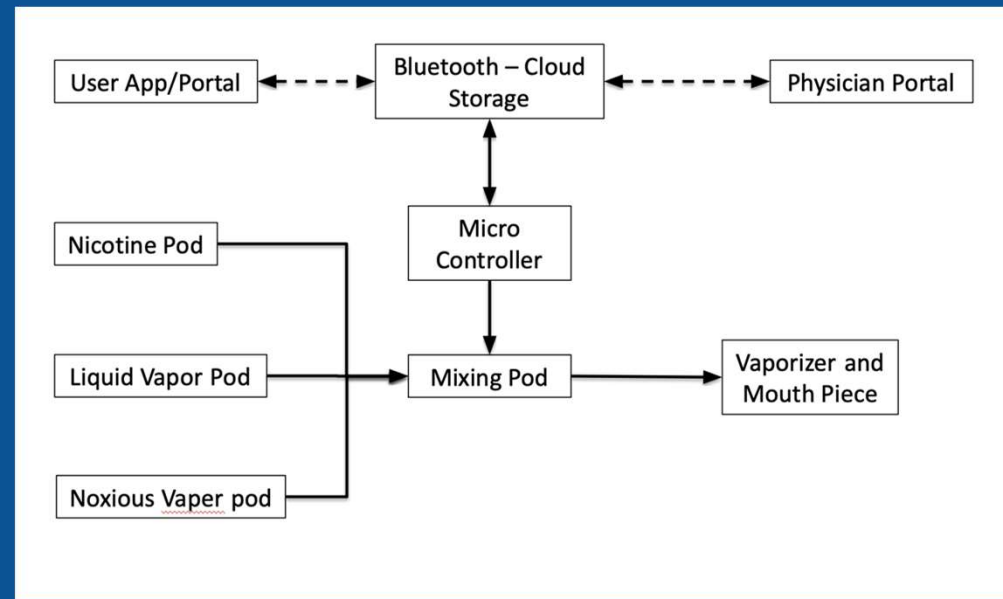 User App/Portal
Bluetooth – Cloud
Storage
Physician Portal
Nicotine Pod
Micro
Controller
Liquid Vapor Pod
Mixing Pod
Vaporizer and
Mouth Piece
Noxious Vaper pod